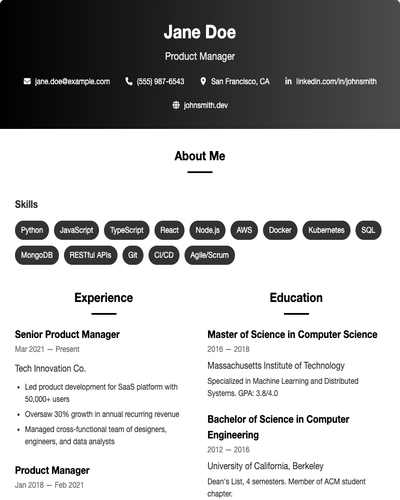 Jane Doe
Product Manager
jane.doe@example.com (555) 987-6543 San Francisco, CA linkedin.com/in/johnsmith
johnsmith.dev
About Me
Skills
Python JavaScript TypeScript React Node.js AWS Docker Kubernetes SQL
MongoDB RESTful APIs Git CI/CD Agile/Scrum
Experience
Senior Product Manager
Mar 2021 — Present
Tech Innovation Co.
• Led product development for SaaS platform with
50,000+ users
• Oversaw 30% growth in annual recurring revenue
• Managed cross-functional team of designers,
engineers, and data analysts
Product Manager
Jan 2018 — Feb 2021
Education
Master of Science in Computer Science
2016 — 2018
Massachusetts Institute of Technology
Specialized in Machine Learning and Distributed
Systems. GPA: 3.8/4.0
Bachelor of Science in Computer
Engineering
2012 — 2016
University of California, Berkeley
Dean's List, 4 semesters. Member of ACM student
chapter.